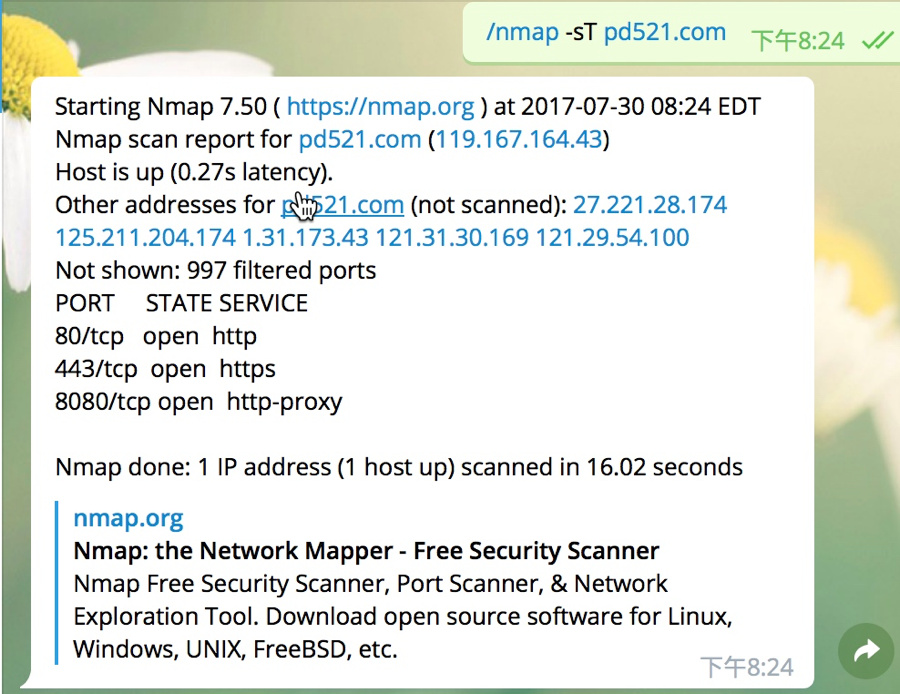 /nmap -sT pd521.com 下午8:24
Starting Nmap 7.50 ( https://nmap.org ) at 2017-07-30 08:24 EDT
Nmap scan report for pd521.com (119.167.164.43)
Host is up (0.27s latency).
Other addresses for pd521.com (not scanned): 27.221.28.174
125.211.204.174 1.31.173.43 121.31.30.169 121.29.54.100
Not shown: 997 filtered ports
PORT STATE SERVICE
80/tcp open http
443/tcp open https
8080/tcp open http-proxy
Nmap done: 1 IP address (1 host up) scanned in 16.02 seconds
nmap.org
Nmap: the Network Mapper - Free Security Scanner
Nmap Free Security Scanner, Port Scanner, & Network
Exploration Tool. Download open source software for Linux,
Windows, UNIX, FreeBSD, etc.
下午8:24